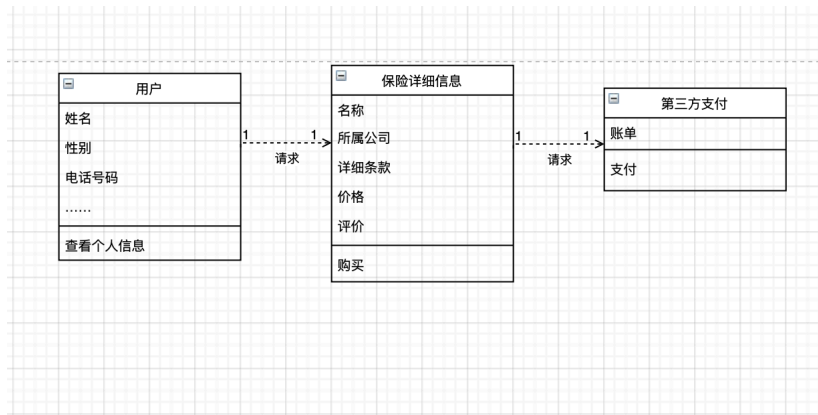 用户
姓名
性别
电话号码
……
查看个人信息
1
1
请求
保险详细信息
名称
所属公司
详细条款
价格
评价
购买
1
1
请求
第三方支付
账单
支付